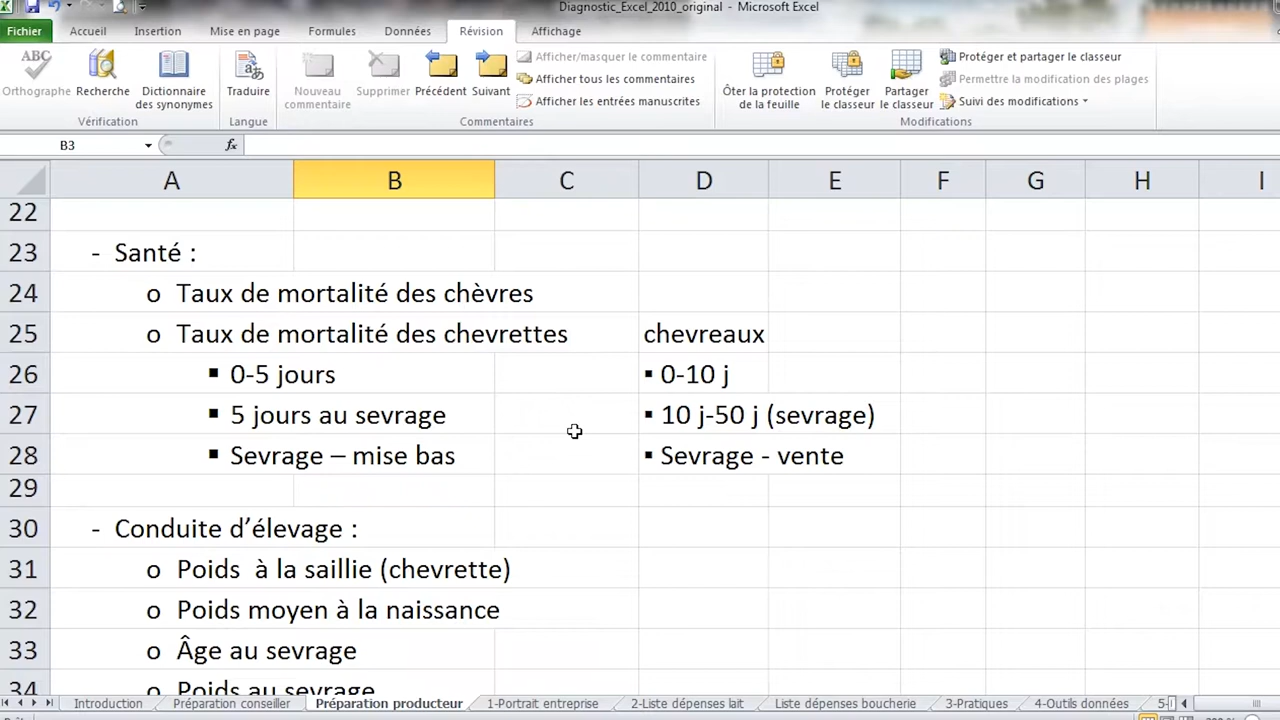 Diagnostic_Excel_2010_original - Microsoft Excel
Fichier Accueil Insertion Mise en page Formules Données Révision Affichage
ABC
Orthographe
Recherche
Dictionnaire
des synonymes
Traduire
Nouveau
commentaire
Supprimer
Précédent
Suivant
Afficher/masquer le commentaire
Afficher tous les commentaires
Afficher les entrées manuscrites
Ôter la protection
de la feuille
Protéger
le classeur
Partager
le classeur
Protéger et partager le classeur
Permettre la modification des plages
Suivi des modifications
Vérification Langue Commentaires Modifications
B3 fx
A B C D E F G H I
22
23 - Santé :
24 o Taux de mortalité des chèvres
25 o Taux de mortalité des chevrettes chevreaux
26 ▪ 0-5 jours ▪ 0-10 j
27 ▪ 5 jours au sevrage ▪ 10 j-50 j (sevrage)
28 ▪ Sevrage – mise bas ▪ Sevrage - vente
29
30 - Conduite d’élevage :
31 o Poids à la saillie (chevrette)
32 o Poids moyen à la naissance
33 o Âge au sevrage
34 o Poids au sevrage
Introduction Préparation conseiller Préparation producteur 1-Portrait entreprise 2-Liste dépenses lait Liste dépenses boucherie 3-Pratiques 4-Outils données